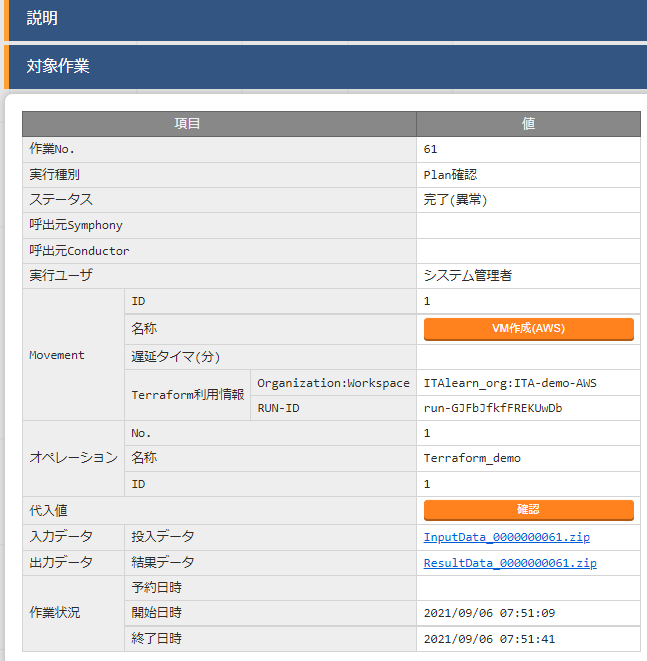 説明
対象作業
項目 値
作業No. 61
実行種別 Plan確認
ステータス 完了(異常)
呼出元Symphony
呼出元Conductor
実行ユーザ システム管理者
Movement ID 1
名称 VM作成(AWS)
遅延タイマ(分)
Terraform利用情報 Organization:Workspace ITAlearn_org:ITA-demo-AWS
RUN-ID run-GJFbJfkfFREKUwDb
オペレーション No. 1
名称 Terraform_demo
ID 1
代入値 確認
入力データ 投入データ InputData_0000000061.zip
出力データ 結果データ ResultData_0000000061.zip
作業状況 予約日時
開始日時 2021/09/06 07:51:09
終了日時 2021/09/06 07:51:41